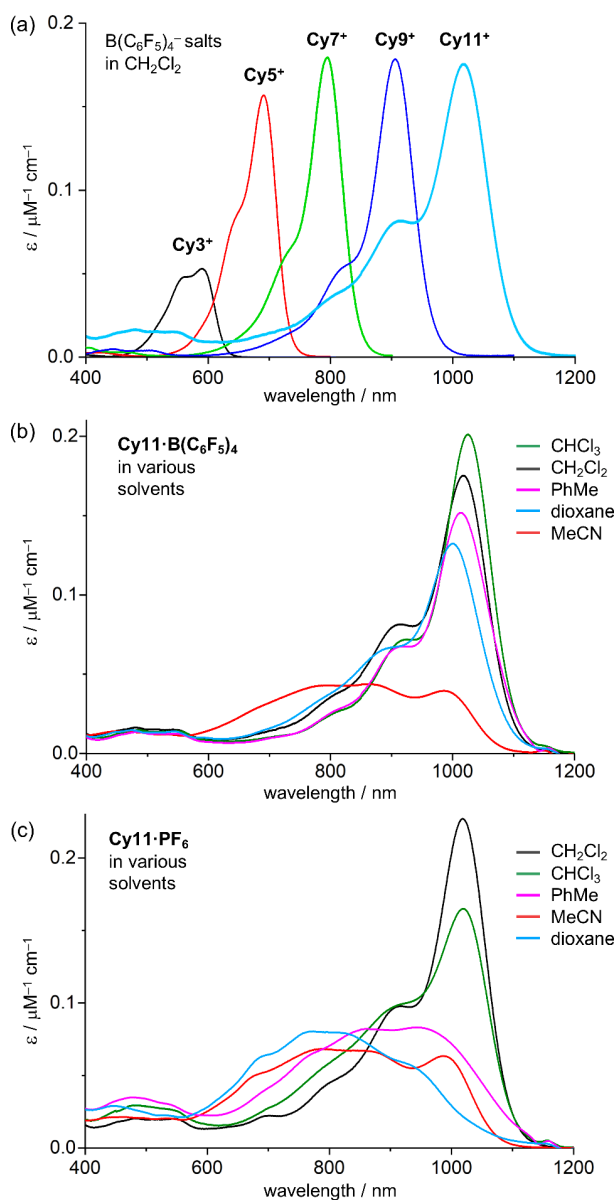 (a)
B(C₆F₅)₄⁻ salts
in CH₂Cl₂
Cy3⁺
Cy5⁺
Cy7⁺
Cy9⁺
Cy11⁺
ε / μM⁻¹ cm⁻¹
0.2
0.1
0.0
400 600 800 1000 1200
wavelength / nm
(b)
Cy11·B(C₆F₅)₄
in various
solvents
CHCl₃
CH₂Cl₂
PhMe
dioxane
MeCN
ε / μM⁻¹ cm⁻¹
0.2
0.1
0.0
400 600 800 1000 1200
wavelength / nm
(c)
Cy11·PF₆
in various
solvents
CH₂Cl₂
CHCl₃
PhMe
MeCN
dioxane
ε / μM⁻¹ cm⁻¹
0.2
0.1
0.0
400 600 800 1000 1200
wavelength / nm